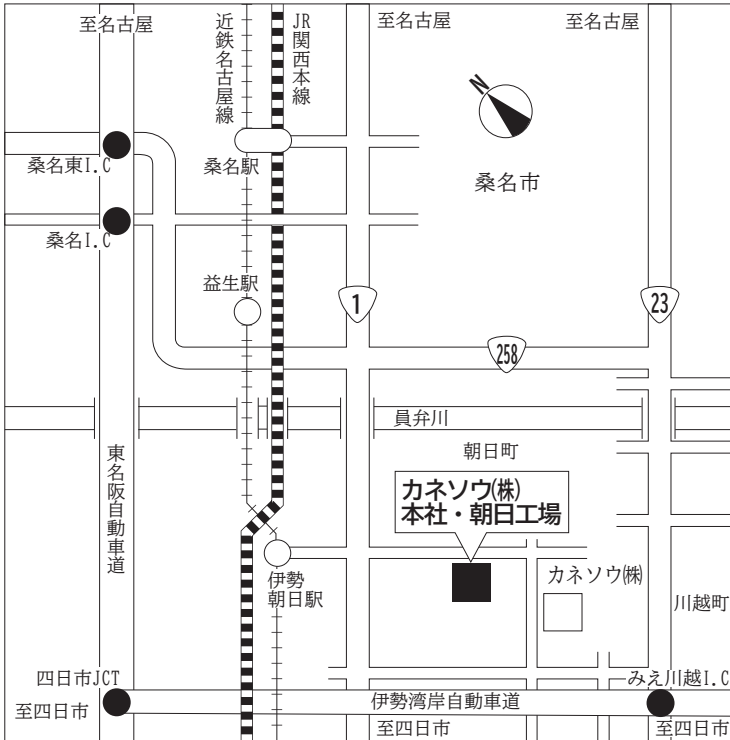 至名古屋
近鉄名古屋線
JR関西本線
至名古屋
至名古屋
N
桑名東I.C
桑名駅
桑名市
桑名I.C
益生駅
1
23
258
員弁川
朝日町
東名阪自動車道
カネソウ㈱
本社・朝日工場
伊勢
朝日駅
カネソウ㈱
川越町
四日市JCT
みえ川越I.C
至四日市
伊勢湾岸自動車道
至四日市
至四日市